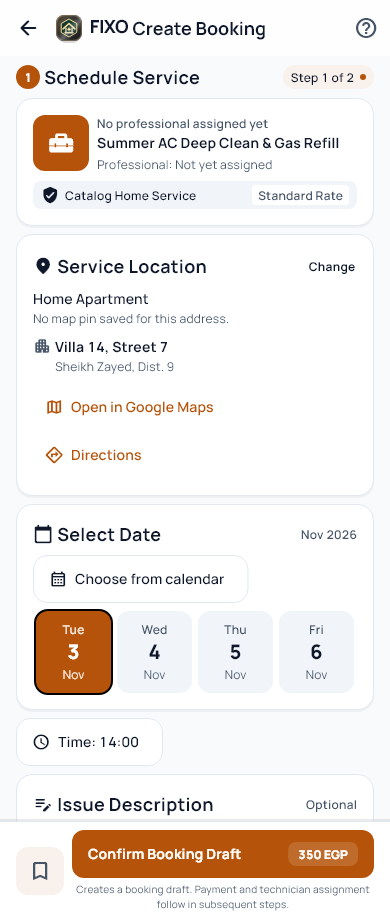 FIXO Create Booking
1 Schedule Service
Step 1 of 2
No professional assigned yet
Summer AC Deep Clean & Gas Refill
Professional: Not yet assigned
Catalog Home Service
Standard Rate
Service Location
Change
Home Apartment
No map pin saved for this address.
Villa 14, Street 7
Sheikh Zayed, Dist. 9
Open in Google Maps
Directions
Select Date
Nov 2026
Choose from calendar
Tue
3
Nov
Wed
4
Nov
Thu
5
Nov
Fri
6
Nov
Time: 14:00
Issue Description
Optional
Confirm Booking Draft
350 EGP
Creates a booking draft. Payment and technician assignment
follow in subsequent steps.